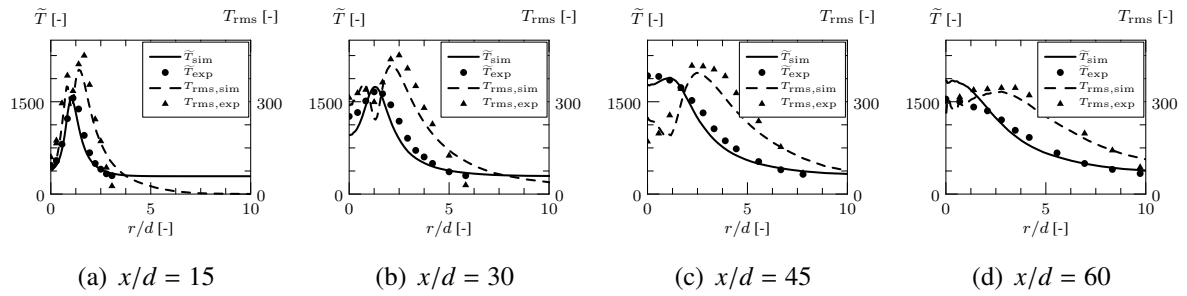 T̃ [-] T_rms [-]
T̃_sim
T̃_exp
T_rms,sim
T_rms,exp
1500 300
0 0
0 5 10
r/d [-]
(a) x/d = 15
T̃ [-] T_rms [-]
T̃_sim
T̃_exp
T_rms,sim
T_rms,exp
1500 300
0 0
0 5 10
r/d [-]
(b) x/d = 30
T̃ [-] T_rms [-]
T̃_sim
T̃_exp
T_rms,sim
T_rms,exp
1500 300
0 0
0 5 10
r/d [-]
(c) x/d = 45
T̃ [-] T_rms [-]
T̃_sim
T̃_exp
T_rms,sim
T_rms,exp
1500 300
0 0
0 5 10
r/d [-]
(d) x/d = 60